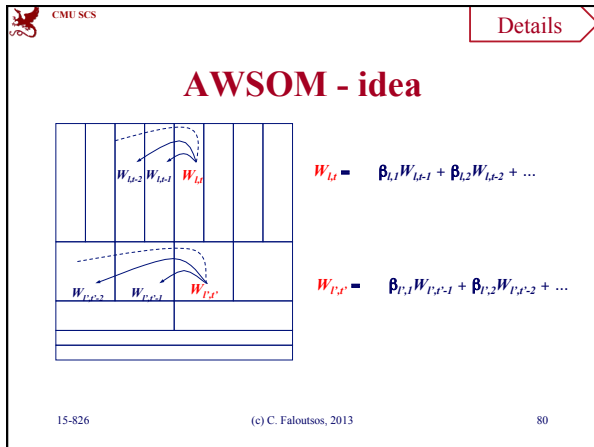 CMU SCS
Details
AWSOM - idea
W_{l,t-2} W_{l,t-1} W_{l,t}
W_{l,t} = β_{l,1}W_{l,t-1} + β_{l,2}W_{l,t-2} + ...
W_{l',t'-2} W_{l',t'-1} W_{l',t'}
W_{l',t'} = β_{l',1}W_{l',t'-1} + β_{l',2}W_{l',t'-2} + ...
15-826 (c) C. Faloutsos, 2013 80